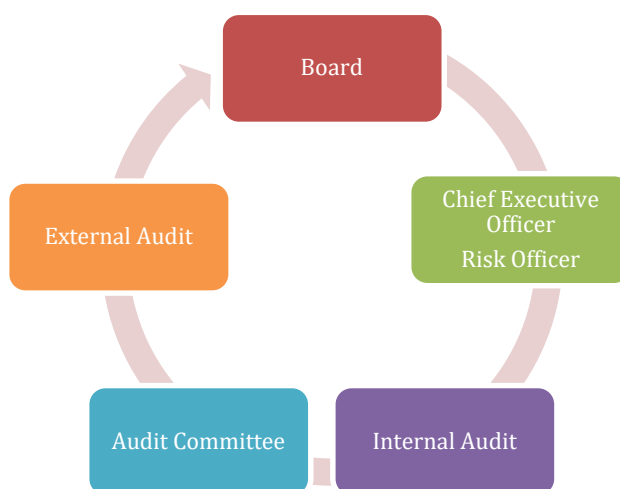 Board
Chief Executive
Officer
Risk Officer
External Audit
Audit Committee
Internal Audit